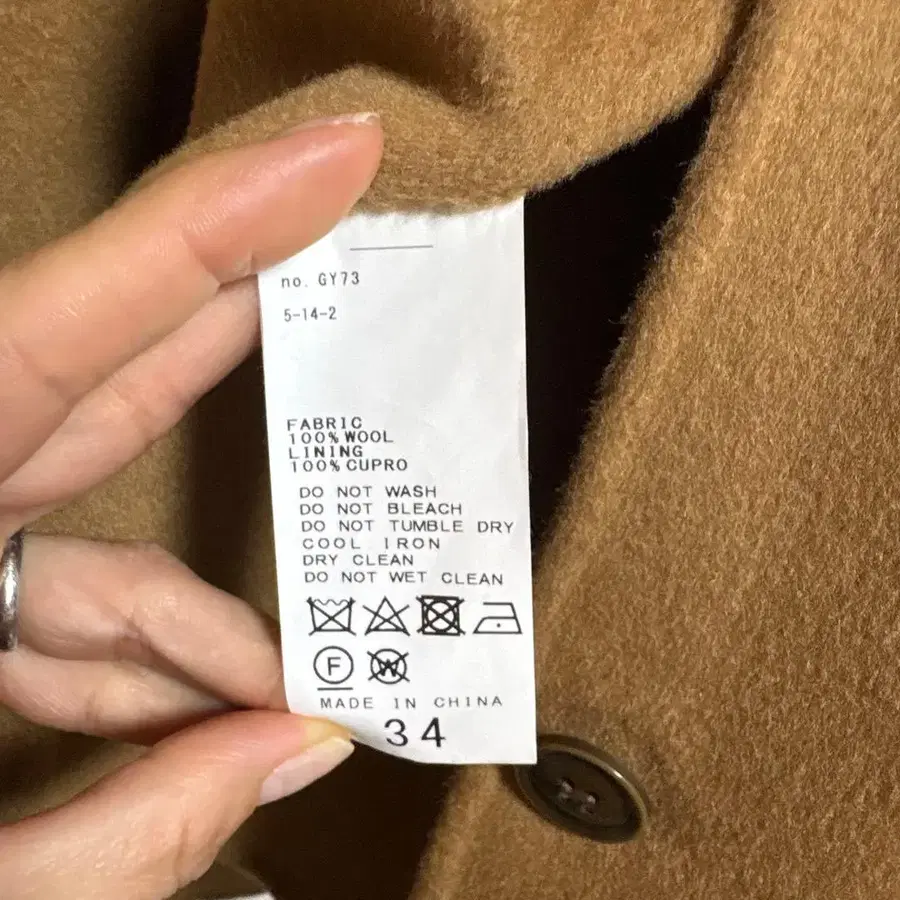 no. GY73
5-14-2
FABRIC
100% WOOL
LINING
100% CUPRO
DO NOT WASH
DO NOT BLEACH
DO NOT TUMBLE DRY
COOL IRON
DRY CLEAN
DO NOT WET CLEAN
F W
MADE IN CHINA
34